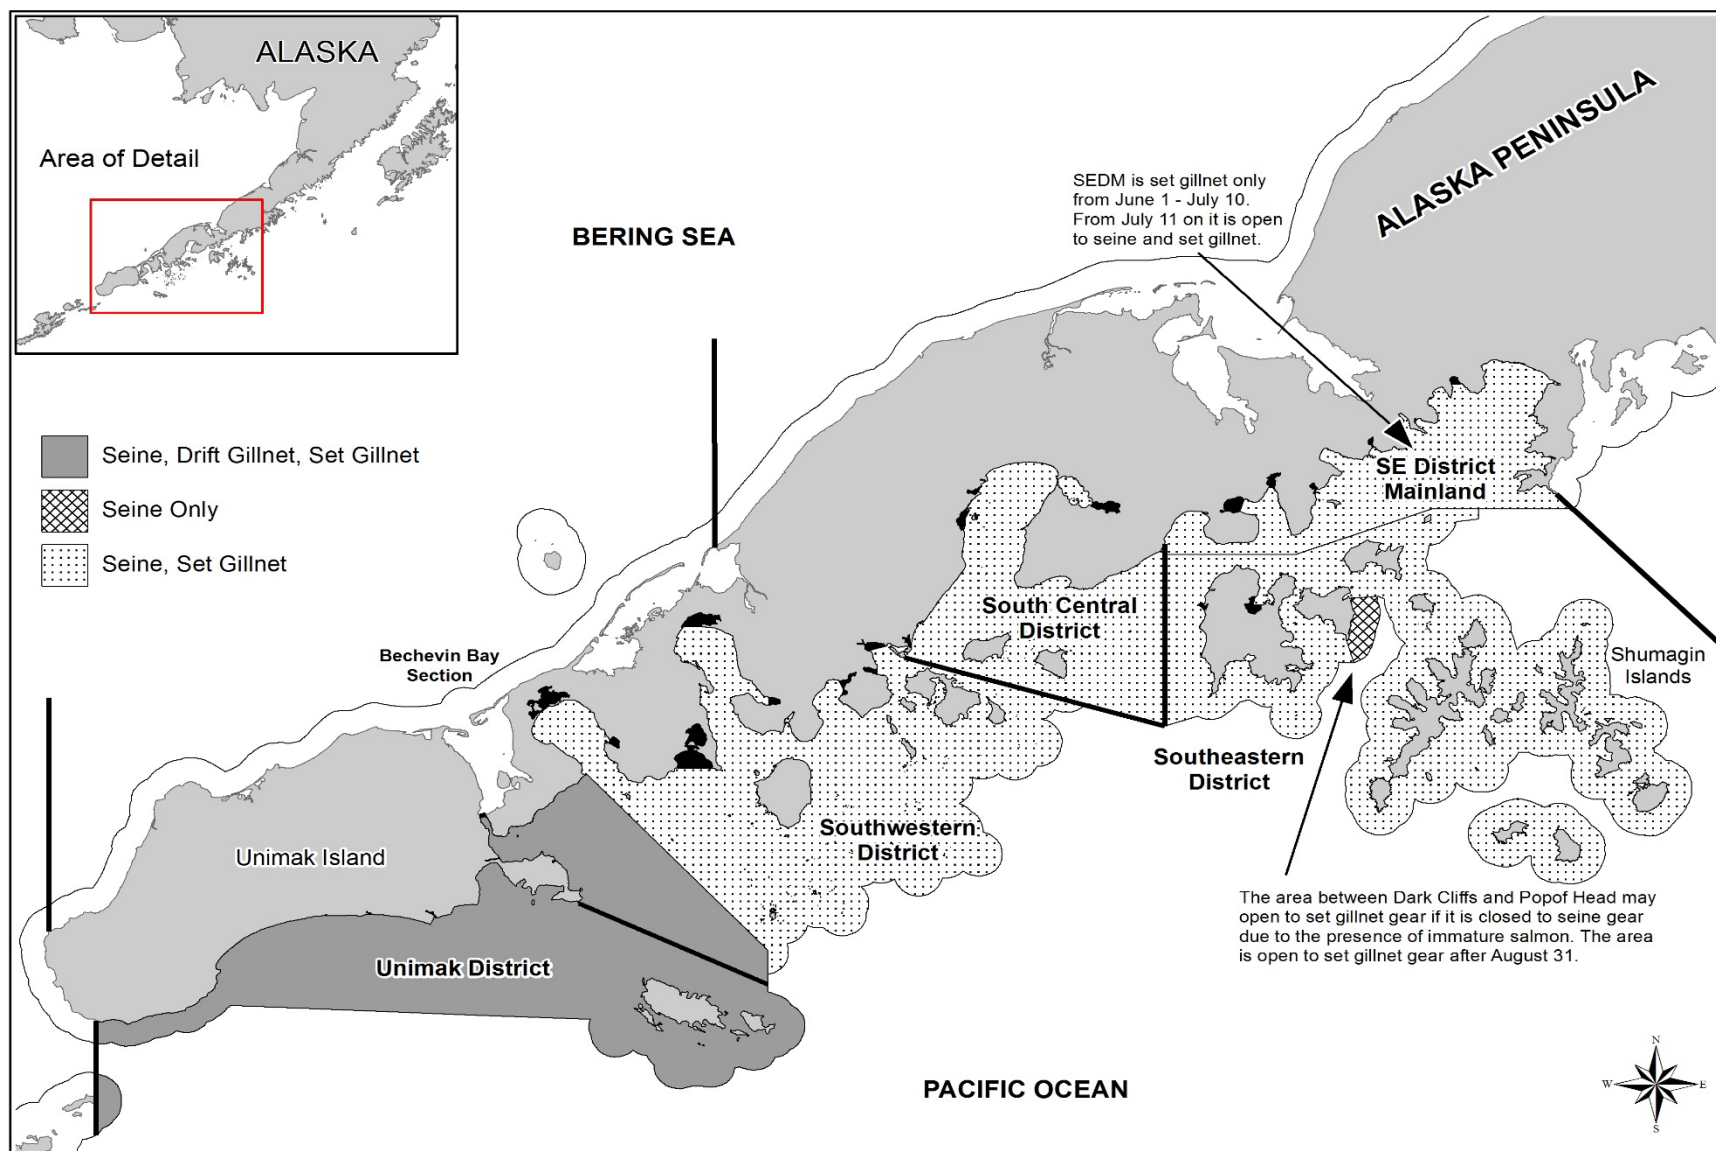 ALASKA
Area of Detail
ALASKA PENINSULA
SEDM is set gillnet only
from June 1 - July 10.
From July 11 on it is open
to seine and set gillnet.
BERING SEA
Seine, Drift Gillnet, Set Gillnet
Seine Only
Seine, Set Gillnet
SE District
Mainland
South Central
District
Bechevin Bay
Section
Shumagin
Islands
Southeastern
District
Southwestern
District
Unimak Island
Unimak District
The area between Dark Cliffs and Popof Head may
open to set gillnet gear if it is closed to seine gear
due to the presence of immature salmon. The area
is open to set gillnet gear after August 31.
PACIFIC OCEAN
N
W
E
S